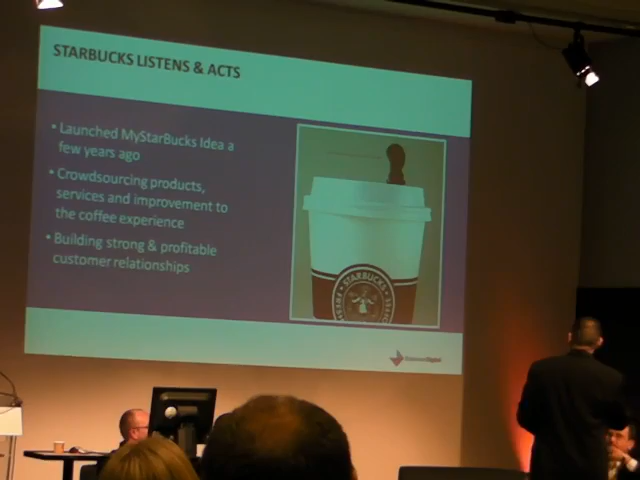 STARBUCKS LISTENS & ACTS
• Launched MyStarBucks Idea a
few years ago
• Crowdsourcing products,
services and improvement to
the coffee experience
• Building strong & profitable
customer relationships
STARBUCKS